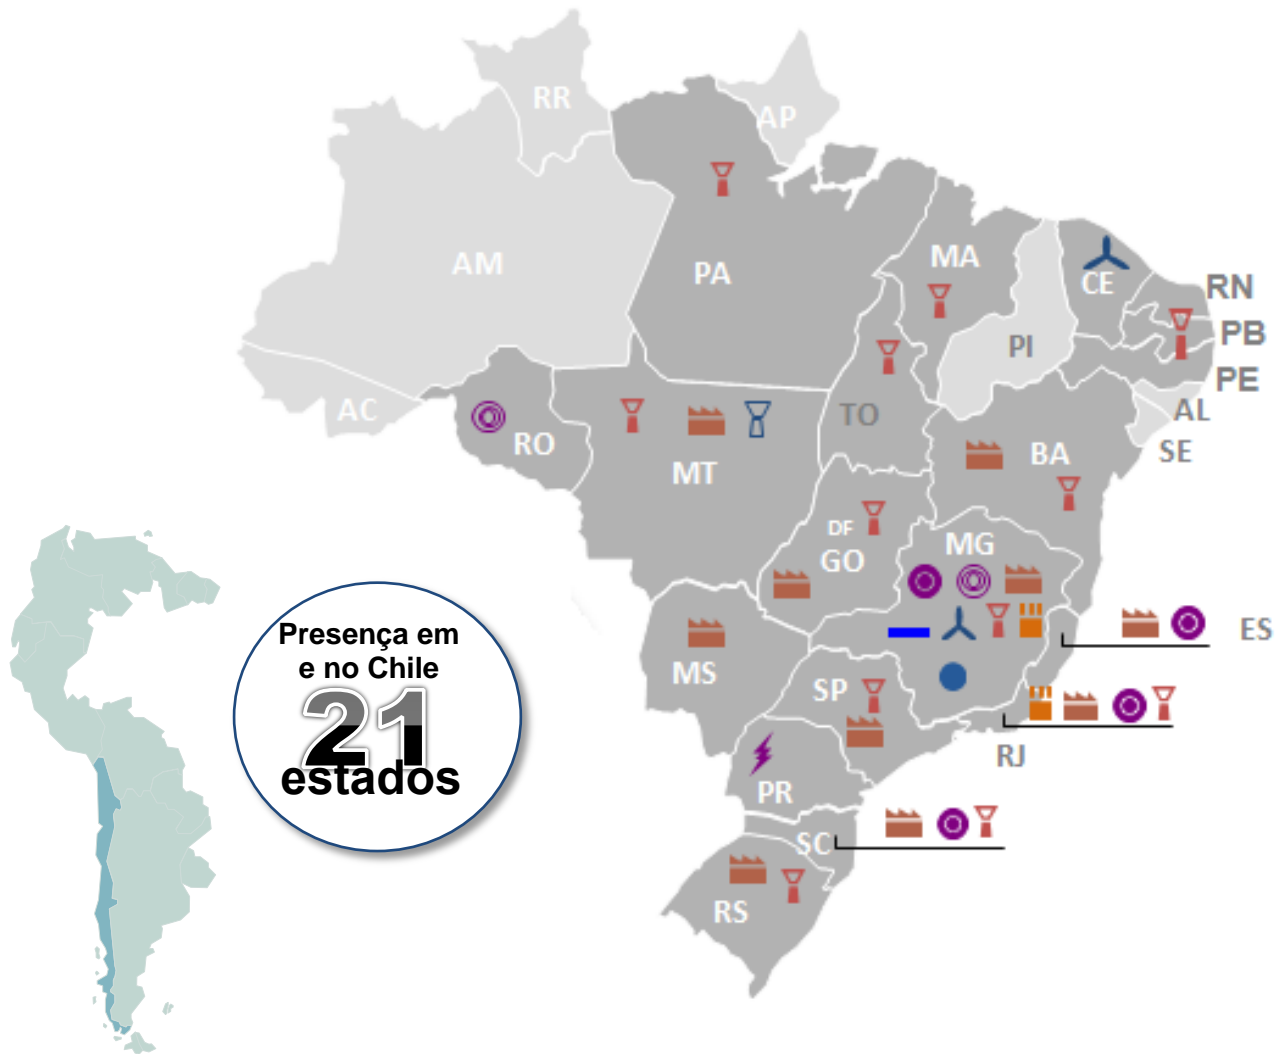 RR
AP
AM
PA
MA
CE
RN
PB
PI
PE
AC
TO
AL
RO
BA
SE
MT
DF
GO
MG
ES
Presença em
e no Chile
21
estados
MS
SP
RJ
PR
SC
RS